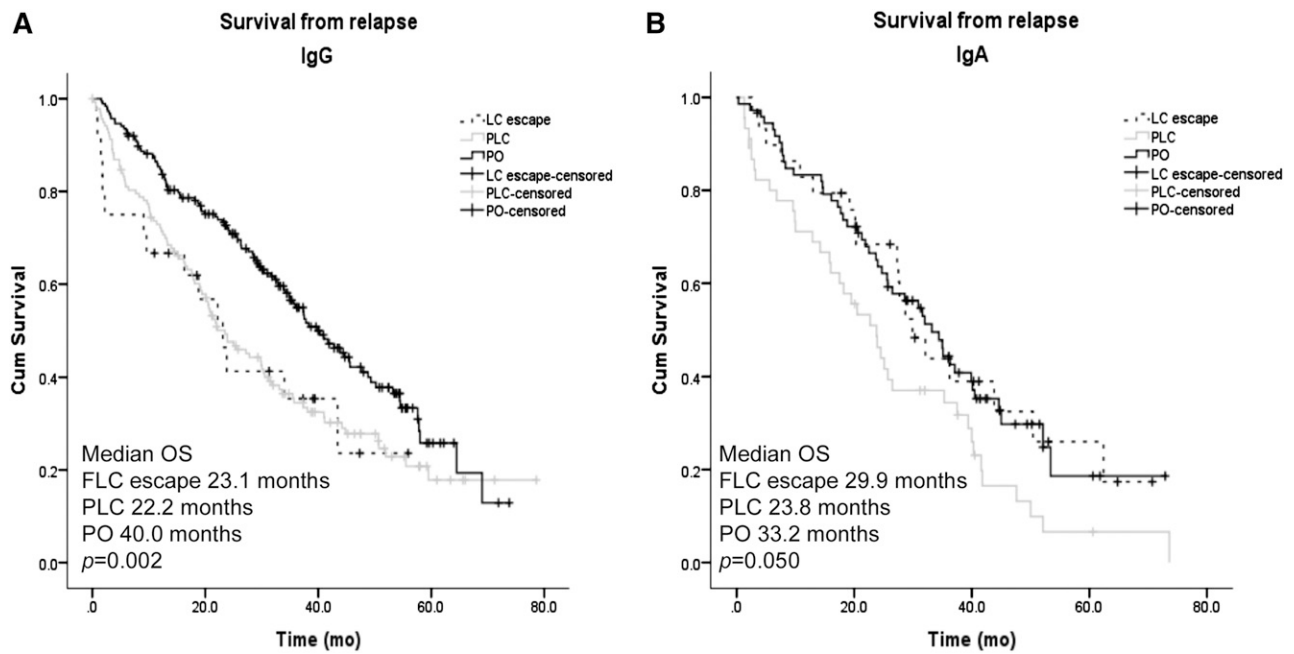 A
Survival from relapse
IgG
1.0
0.8
0.6
0.4
0.2
0.0
Cum Survival
LC escape
PLC
PO
LC escape-censored
PLC-censored
PO-censored
Median OS
FLC escape 23.1 months
PLC 22.2 months
PO 40.0 months
p=0.002
.0 20.0 40.0 60.0 80.0
Time (mo)
B
Survival from relapse
IgA
1.0
0.8
0.6
0.4
0.2
0.0
Cum Survival
LC escape
PLC
PO
LC escape-censored
PLC-censored
PO-censored
Median OS
FLC escape 29.9 months
PLC 23.8 months
PO 33.2 months
p=0.050
.0 20.0 40.0 60.0 80.0
Time (mo)